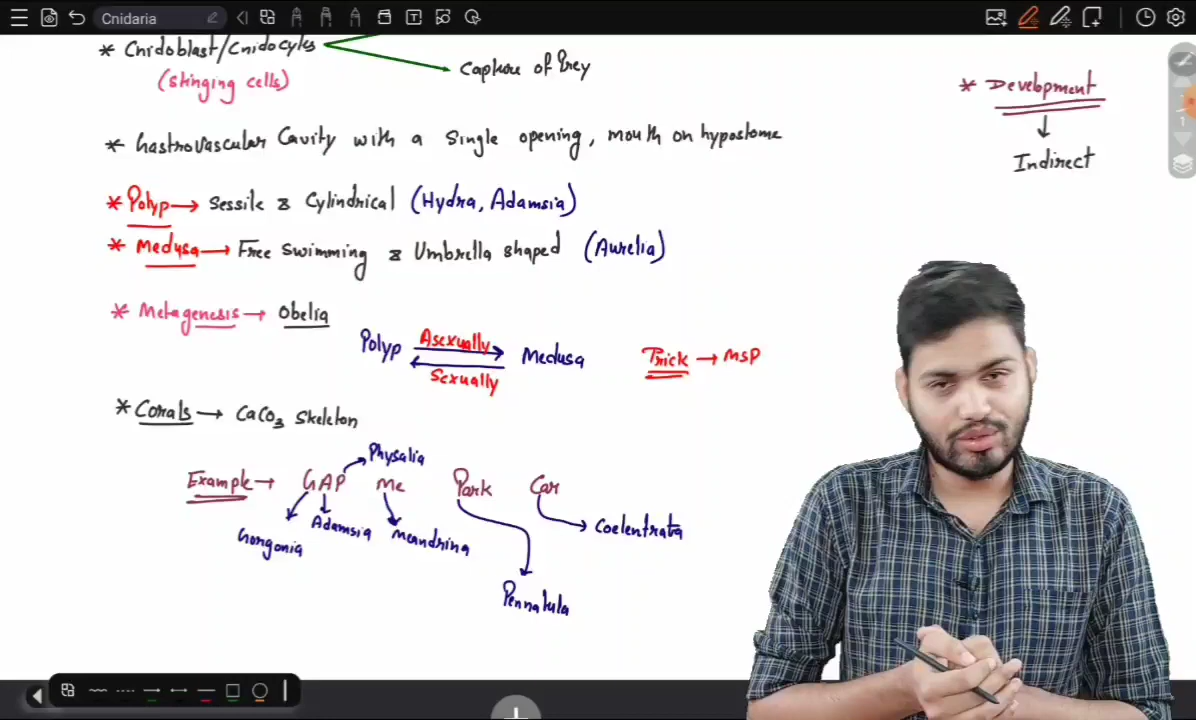 Cnidaria
* Cnidoblast/Cnidocytes
(stinging cells)
Capture of Prey
* Development
Indirect
* Gastrovascular Cavity with a Single opening, mouth on hypostome
* Polyp → Sessile & Cylindrical (Hydra, Adamsia)
* Medusa → Free Swimming & Umbrella shaped (Aurelia)
* Metagenesis → Obelia
Polyp Asexually Medusa
Sexually
Trick → MSP
* Corals → CaCO3 Skeleton
Physalia
Example → GAP Me Park Car
Gorgonia Adamsia Meandrina Coelentrata
Pennatula